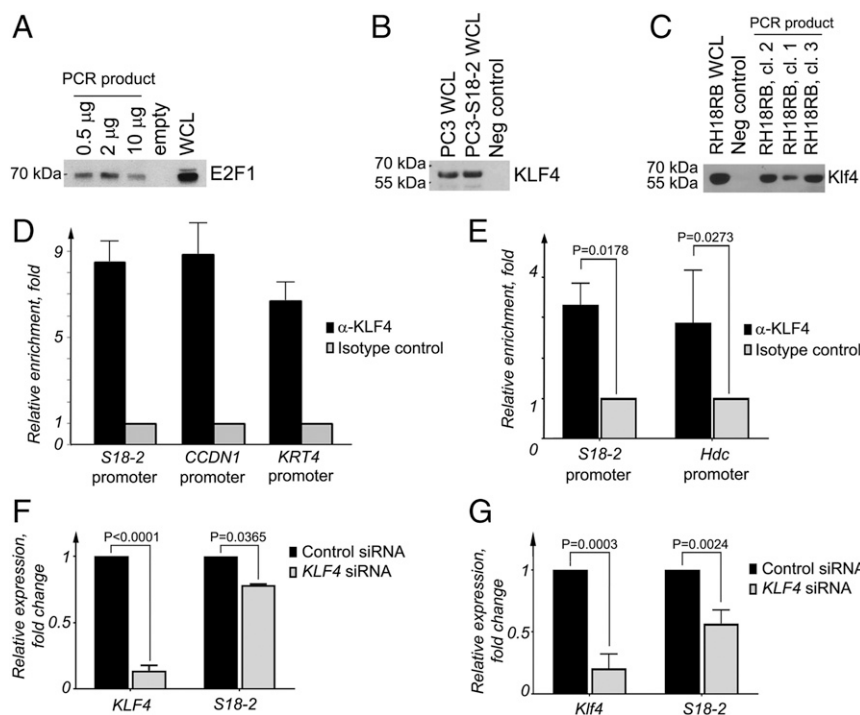 A
PCR product
0.5 µg
2 µg
10 µg
empty
WCL
70 kDa
E2F1
B
PC3 WCL
PC3-S18-2 WCL
Neg control
70 kDa
55 kDa
KLF4
C
PCR product
RH18RB WCL
Neg control
RH18RB, cl. 2
RH18RB, cl. 1
RH18RB, cl. 3
70 kDa
55 kDa
Klf4
D
Relative enrichment, fold
9
5
1
0
α-KLF4
Isotype control
S18-2
promoter
CCDN1
promoter
KRT4
promoter
E
Relative enrichment, fold
4
1
0
P=0.0178
P=0.0273
α-KLF4
Isotype control
S18-2
promoter
Hdc
promoter
F
Relative expression,
fold change
1
0.5
0
P<0.0001
P=0.0365
Control siRNA
KLF4 siRNA
KLF4
S18-2
G
Relative expression,
fold change
1
0.5
0
P=0.0003
P=0.0024
Control siRNA
KLF4 siRNA
Klf4
S18-2